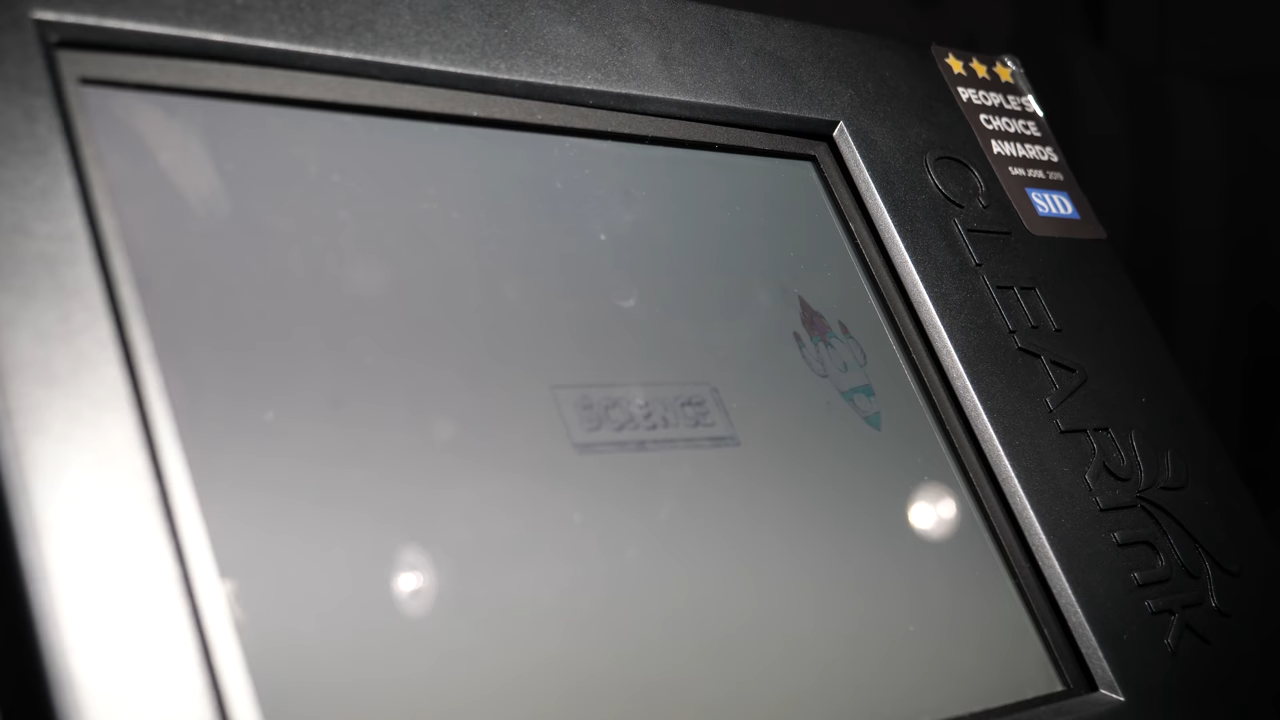 PEOPLE'S
CHOICE
AWARDS
SAN JOSE 2019
SID
CLEARink
SCIENCE